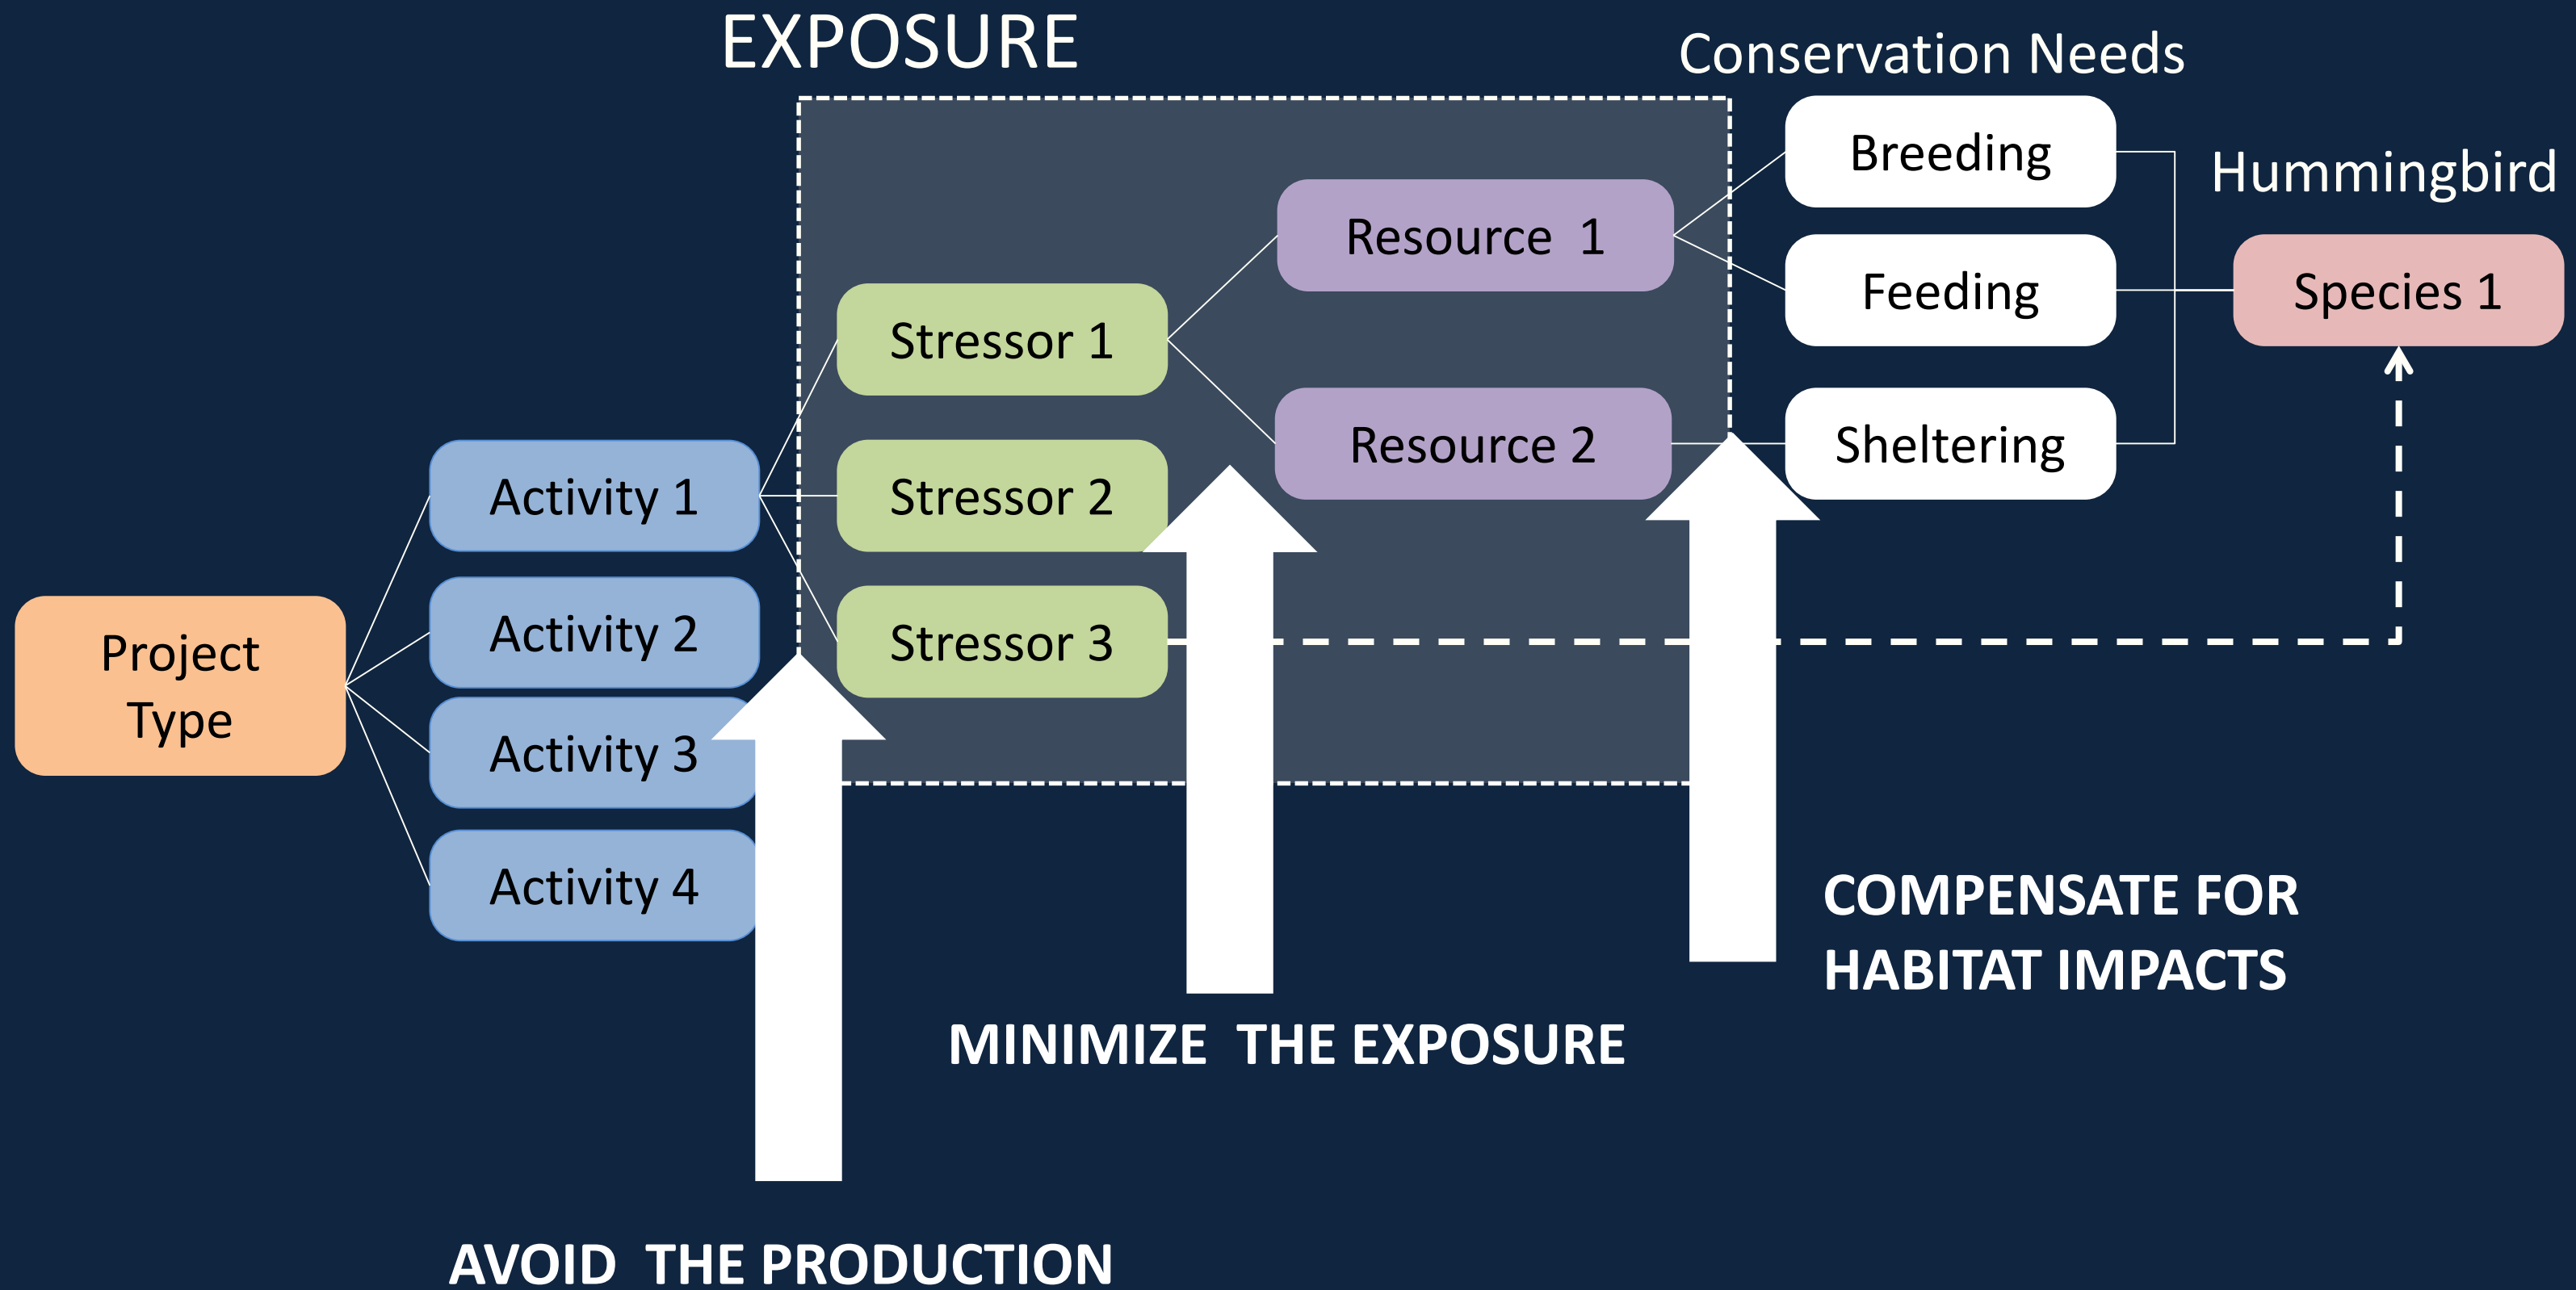 EXPOSURE
Conservation Needs
Hummingbird
Project
Type
Activity 1
Activity 2
Activity 3
Activity 4
Stressor 1
Stressor 2
Stressor 3
Resource 1
Resource 2
Breeding
Feeding
Sheltering
Species 1
AVOID THE PRODUCTION
MINIMIZE THE EXPOSURE
COMPENSATE FOR
HABITAT IMPACTS